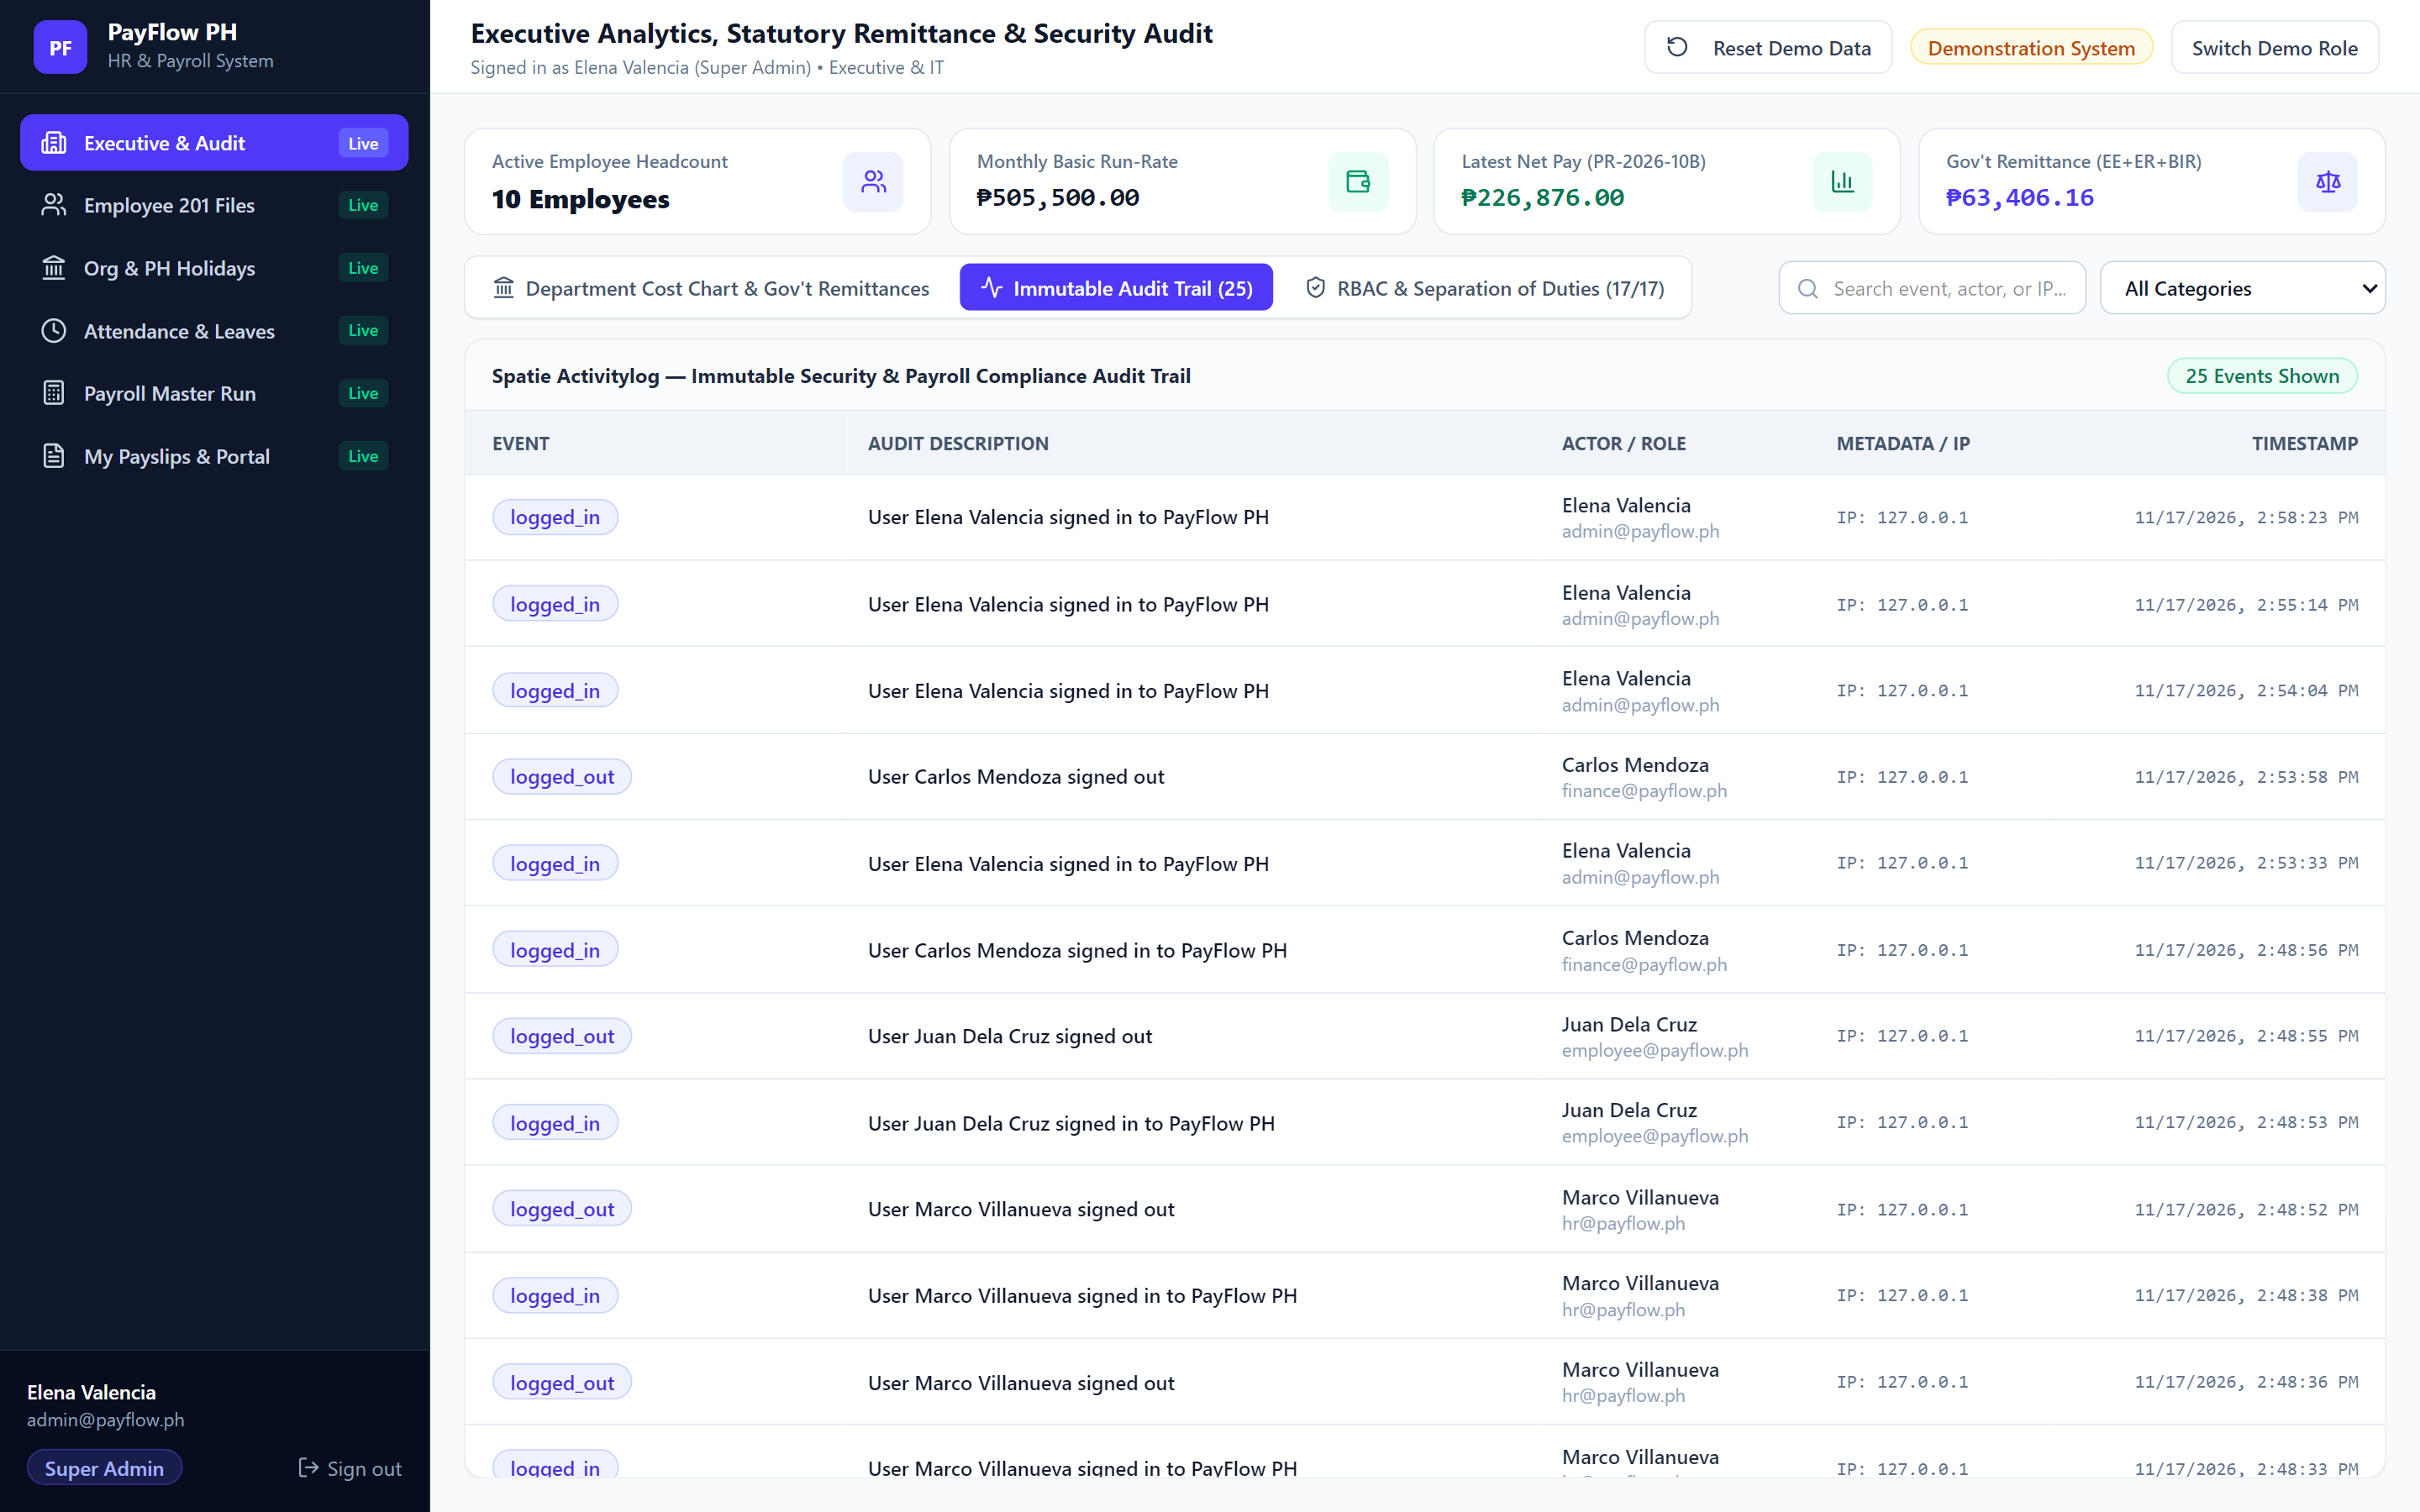 PF
PayFlow PH
HR & Payroll System
Executive & Audit Live
Employee 201 Files Live
Org & PH Holidays Live
Attendance & Leaves Live
Payroll Master Run Live
My Payslips & Portal Live
Elena Valencia
admin@payflow.ph
Super Admin Sign out
Executive Analytics, Statutory Remittance & Security Audit
Signed in as Elena Valencia (Super Admin) • Executive & IT
Reset Demo Data Demonstration System Switch Demo Role
Active Employee Headcount
10 Employees
Monthly Basic Run-Rate
₱505,500.00
Latest Net Pay (PR-2026-10B)
₱226,876.00
Gov't Remittance (EE+ER+BIR)
₱63,406.16
Department Cost Chart & Gov't Remittances Immutable Audit Trail (25) RBAC & Separation of Duties (17/17) Search event, actor, or IP... All Categories
Spatie Activitylog — Immutable Security & Payroll Compliance Audit Trail 25 Events Shown
EVENT AUDIT DESCRIPTION ACTOR / ROLE METADATA / IP TIMESTAMP
logged_in User Elena Valencia signed in to PayFlow PH Elena Valencia IP: 127.0.0.1 11/17/2026, 2:58:23 PM
admin@payflow.ph
logged_in User Elena Valencia signed in to PayFlow PH Elena Valencia IP: 127.0.0.1 11/17/2026, 2:55:14 PM
admin@payflow.ph
logged_in User Elena Valencia signed in to PayFlow PH Elena Valencia IP: 127.0.0.1 11/17/2026, 2:54:04 PM
admin@payflow.ph
logged_out User Carlos Mendoza signed out Carlos Mendoza IP: 127.0.0.1 11/17/2026, 2:53:58 PM
finance@payflow.ph
logged_in User Elena Valencia signed in to PayFlow PH Elena Valencia IP: 127.0.0.1 11/17/2026, 2:53:33 PM
admin@payflow.ph
logged_in User Carlos Mendoza signed in to PayFlow PH Carlos Mendoza IP: 127.0.0.1 11/17/2026, 2:48:56 PM
finance@payflow.ph
logged_out User Juan Dela Cruz signed out Juan Dela Cruz IP: 127.0.0.1 11/17/2026, 2:48:55 PM
employee@payflow.ph
logged_in User Juan Dela Cruz signed in to PayFlow PH Juan Dela Cruz IP: 127.0.0.1 11/17/2026, 2:48:53 PM
employee@payflow.ph
logged_out User Marco Villanueva signed out Marco Villanueva IP: 127.0.0.1 11/17/2026, 2:48:52 PM
hr@payflow.ph
logged_in User Marco Villanueva signed in to PayFlow PH Marco Villanueva IP: 127.0.0.1 11/17/2026, 2:48:38 PM
hr@payflow.ph
logged_out User Marco Villanueva signed out Marco Villanueva IP: 127.0.0.1 11/17/2026, 2:48:36 PM
hr@payflow.ph
logged_in User Marco Villanueva signed in to PayFlow PH Marco Villanueva IP: 127.0.0.1 11/17/2026, 2:48:33 PM